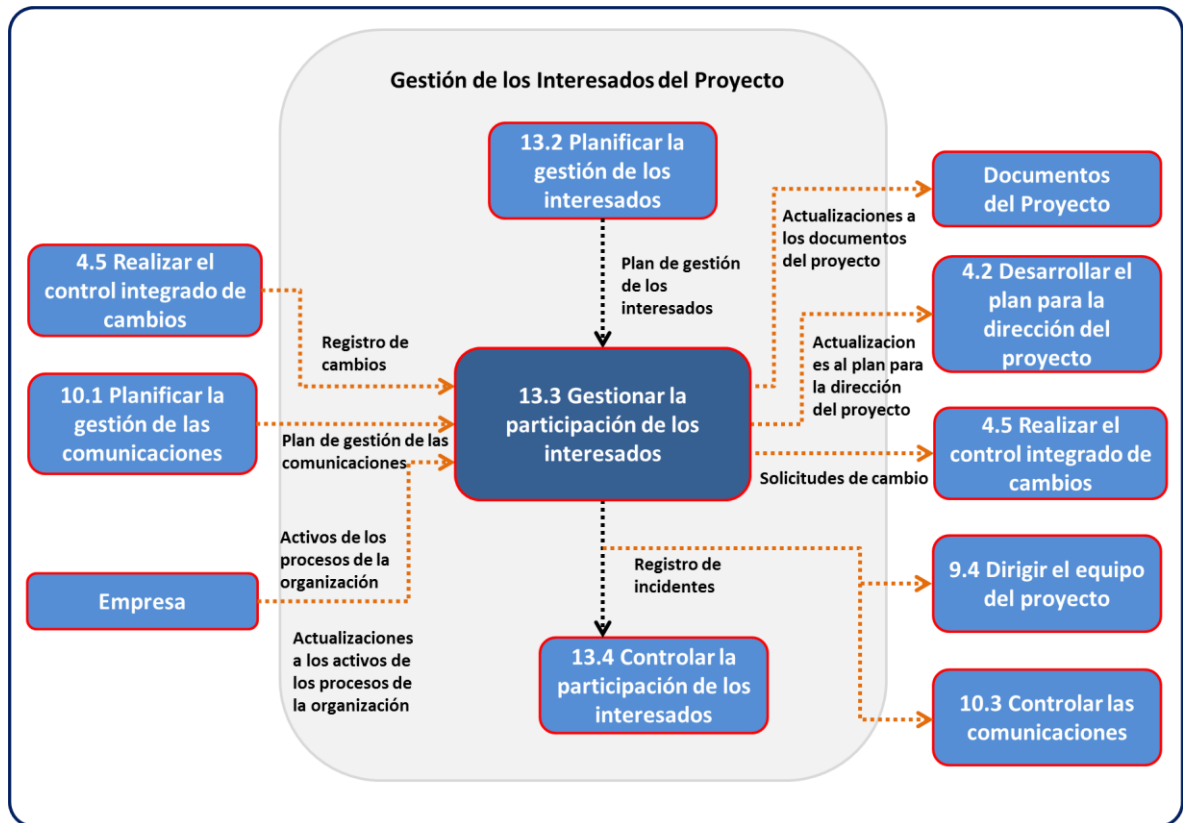 Gestión de los Interesados del Proyecto
13.2 Planificar la
gestión de los
interesados
Documentos
del Proyecto
Actualizaciones a
los documentos
del proyecto
4.5 Realizar el
control integrado de
cambios
Plan de gestión
de los
interesados
4.2 Desarrollar el
plan para la
dirección del
proyecto
Registro de
cambios
Actualizacion
es al plan para
la dirección
del proyecto
10.1 Planificar la
gestión de las
comunicaciones
13.3 Gestionar la
participación de los
interesados
Plan de gestión de las
comunicaciones
4.5 Realizar el
control integrado de
cambios
Solicitudes de cambio
Activos de los
procesos de la
organización
Registro de
incidentes
9.4 Dirigir el equipo
del proyecto
Empresa
Actualizaciones
a los activos de
los procesos de
la organización
13.4 Controlar la
participación de los
interesados
10.3 Controlar las
comunicaciones